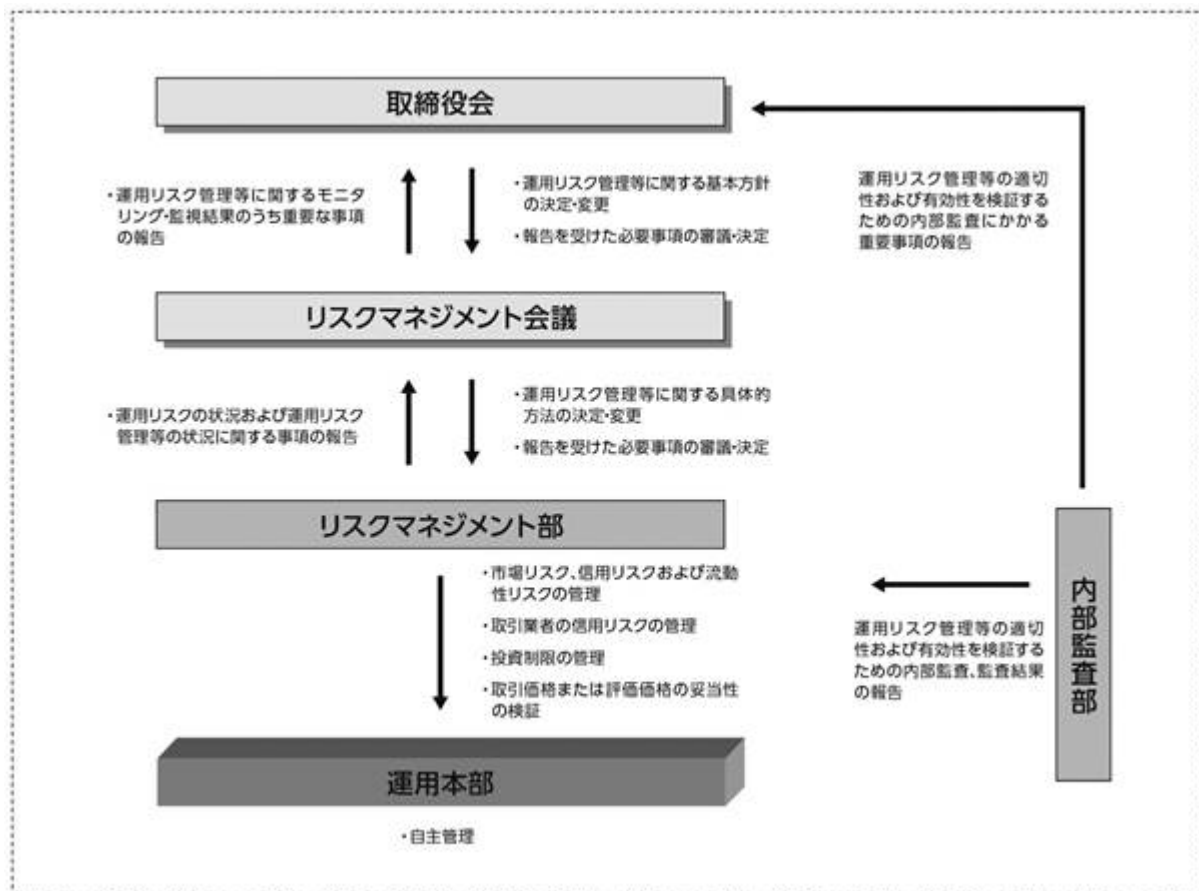 取締役会
・運用リスク管理等に関するモニタ
リング・監視結果のうち重要な事項
の報告
・運用リスク管理等に関する基本方針
の決定・変更
・報告を受けた必要事項の審議・決定
運用リスク管理等の適切
性および有効性を検証する
ための内部監査にかかる
重要事項の報告
リスクマネジメント会議
・運用リスクの状況および運用リスク
管理等の状況に関する事項の報告
・運用リスク管理等に関する具体的
方法の決定・変更
・報告を受けた必要事項の審議・決定
リスクマネジメント部
・市場リスク、信用リスクおよび流動
性リスクの管理
・取引業者の信用リスクの管理
・投資制限の管理
・取引価格または評価価格の妥当性
の検証
運用リスク管理等の適切
性および有効性を検証する
ための内部監査、監査結果
の報告
内部監査部
運用本部
・自主管理